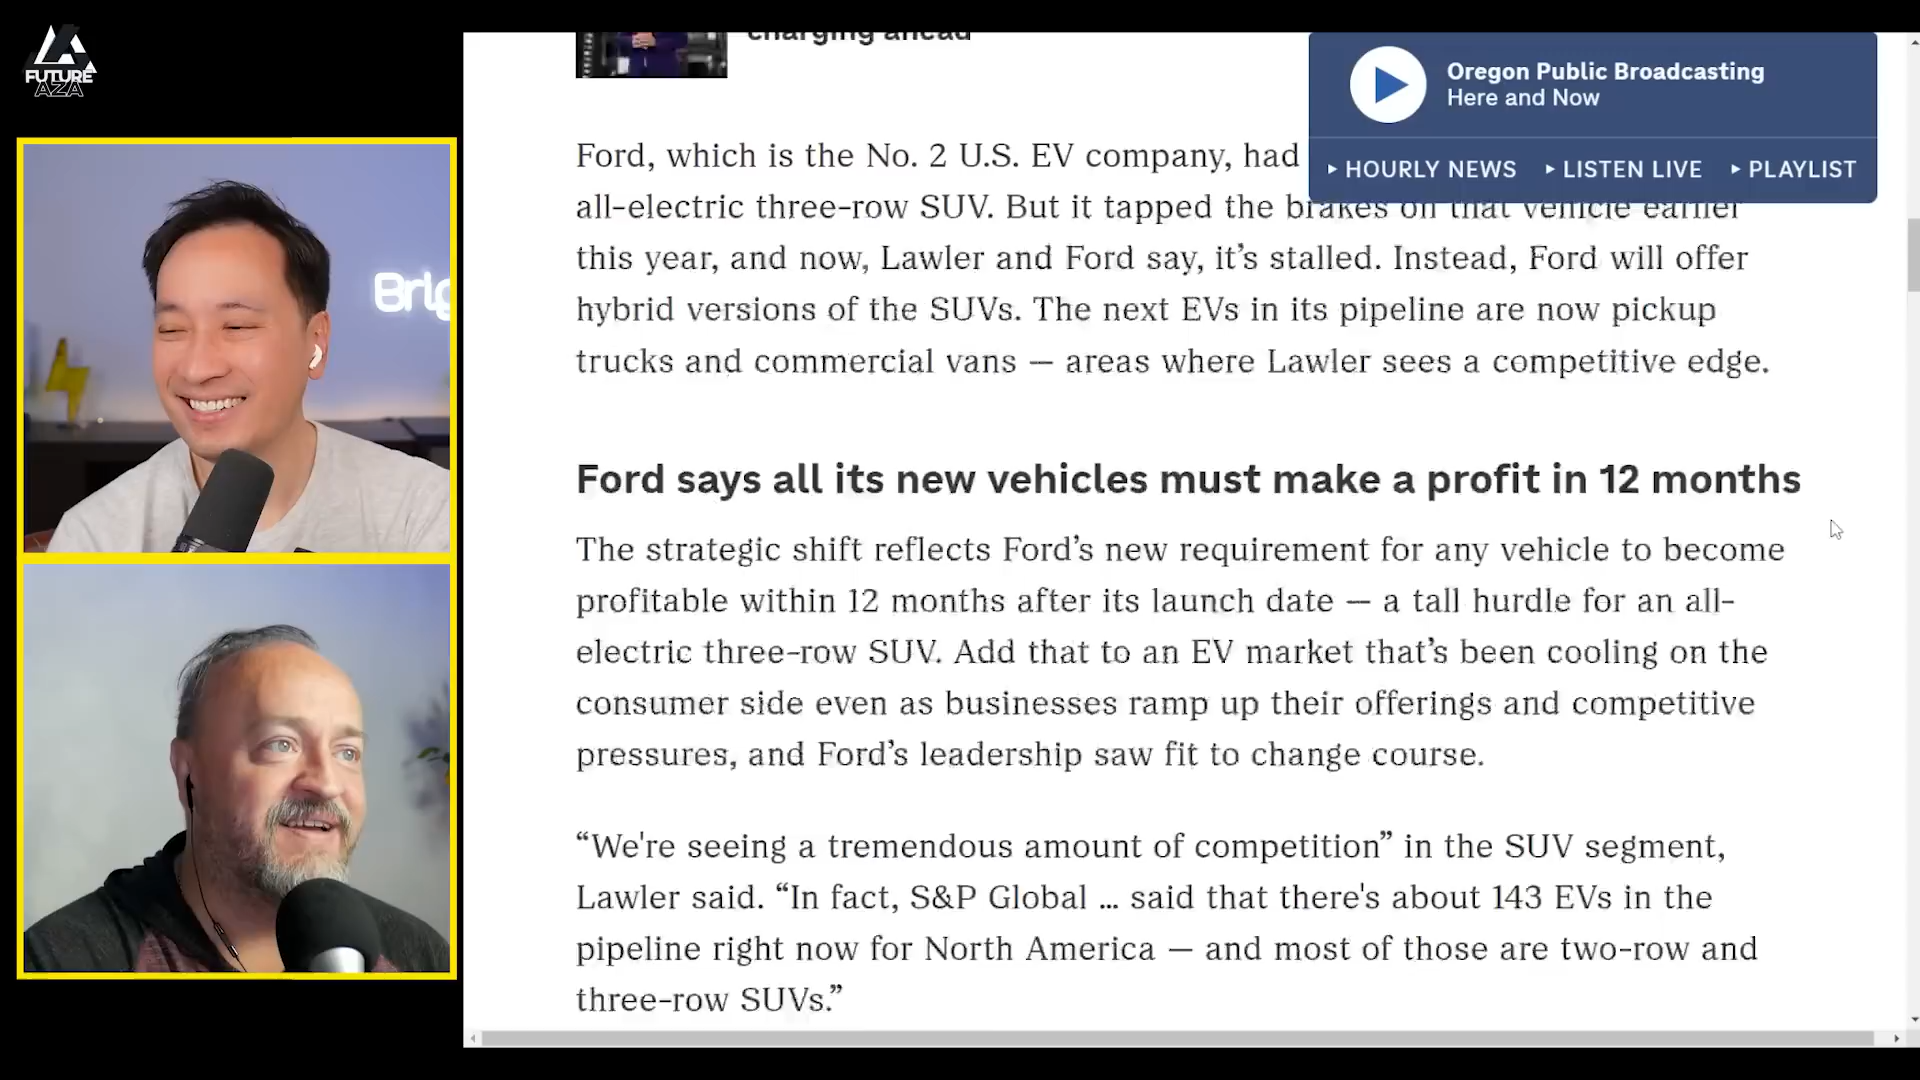 FUTURE
AZA
Brig
charging ahead
Oregon Public Broadcasting
Here and Now
HOURLY NEWS
LISTEN LIVE
PLAYLIST
Ford, which is the No. 2 U.S. EV company, had
all-electric three-row SUV. But it tapped the brakes on that vehicle earlier
this year, and now, Lawler and Ford say, it’s stalled. Instead, Ford will offer
hybrid versions of the SUVs. The next EVs in its pipeline are now pickup
trucks and commercial vans — areas where Lawler sees a competitive edge.
Ford says all its new vehicles must make a profit in 12 months
The strategic shift reflects Ford’s new requirement for any vehicle to become
profitable within 12 months after its launch date — a tall hurdle for an all-
electric three-row SUV. Add that to an EV market that’s been cooling on the
consumer side even as businesses ramp up their offerings and competitive
pressures, and Ford’s leadership saw fit to change course.
“We're seeing a tremendous amount of competition” in the SUV segment,
Lawler said. “In fact, S&P Global ... said that there's about 143 EVs in the
pipeline right now for North America — and most of those are two-row and
three-row SUVs.”